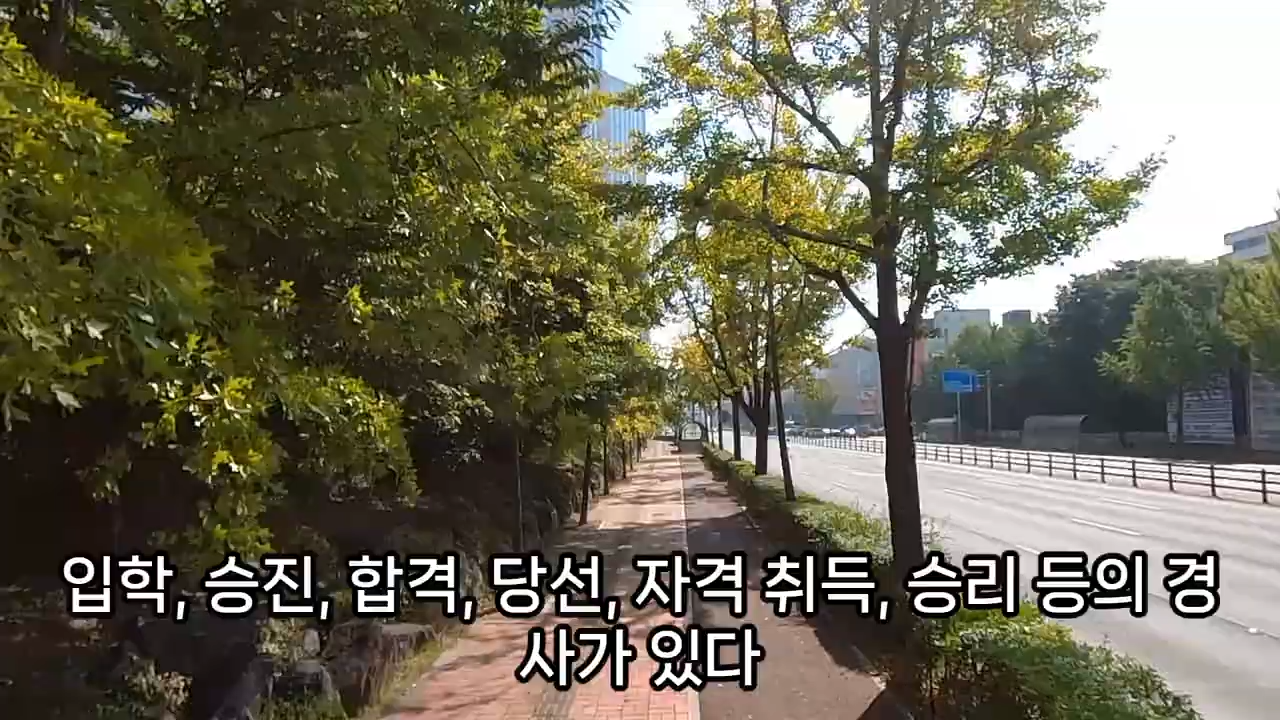 입학, 승진, 합격, 당선, 자격 취득, 승리 등의 경
사가 있다